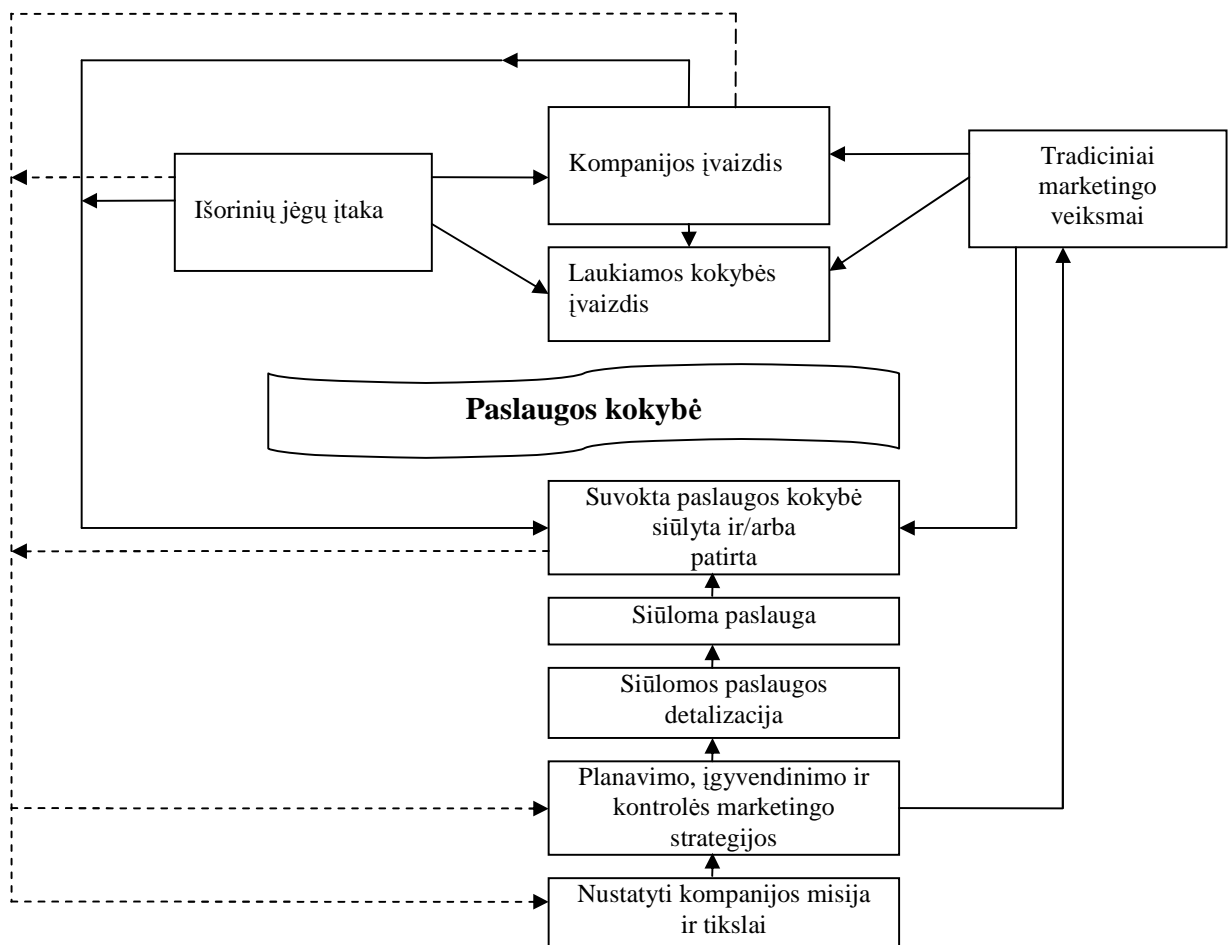 Kompanijos įvaizdis
Tradiciniai
marketingo
veiksmai
Išorinių jėgų įtaka
Laukiamos kokybės
įvaizdis
Paslaugos kokybė
Suvokta paslaugos kokybė
siūlyta ir/arba
patirta
Siūloma paslauga
Siūlomos paslaugos
detalizacija
Planavimo, įgyvendinimo ir
kontrolės marketingo
strategijos
Nustatyti kompanijos misija
ir tikslai